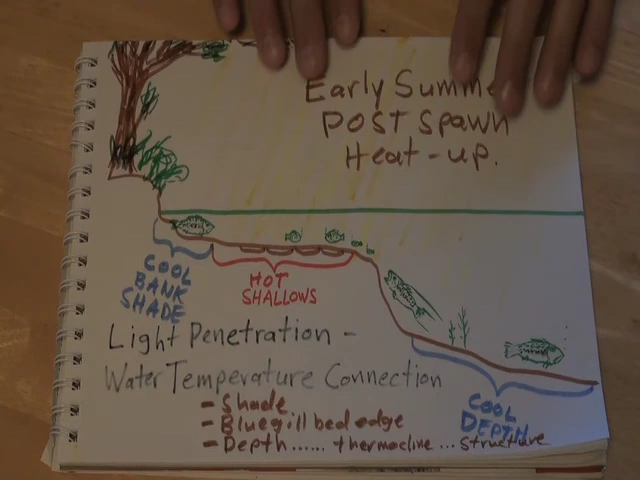 Early Summe
POST SPAWN
Heat-up.
COOL
BANK
SHADE
HOT
SHALLOWS
Light Penetration -
Water Temperature Connection
COOL
DEPTH
- Shade
- Bluegill bed edge
- Depth...... thermocline... structure